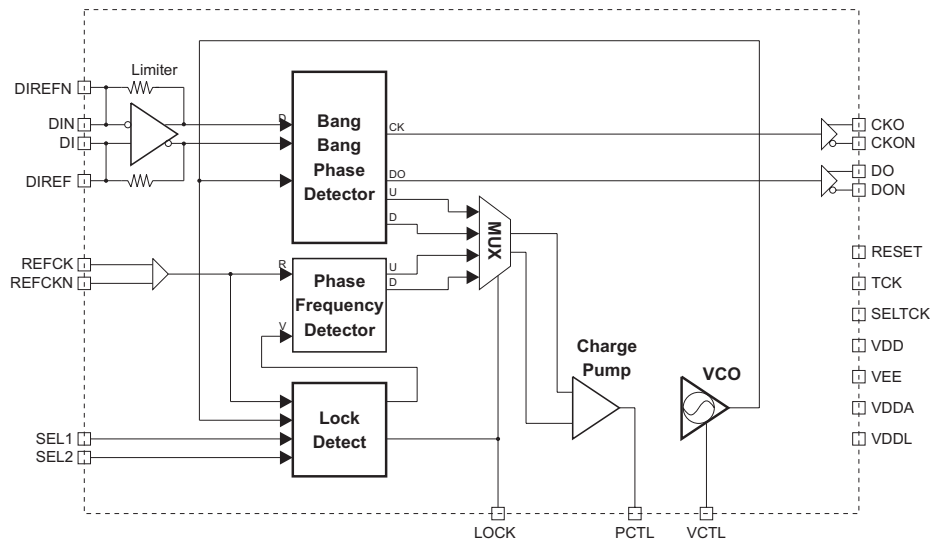 Limiter
DIREFN
DIN
DI
DIREF
REFCK
REFCKN
SEL1
SEL2
D
Bang
Bang
Phase
Detector
CK
DO
U
D
R
V
Phase
Frequency
Detector
U
D
Lock
Detect
MUX
Charge
Pump
VCO
CKO
CKON
DO
DON
RESET
TCK
SELTCK
VDD
VEE
VDDA
VDDL
LOCK
PCTL
VCTL